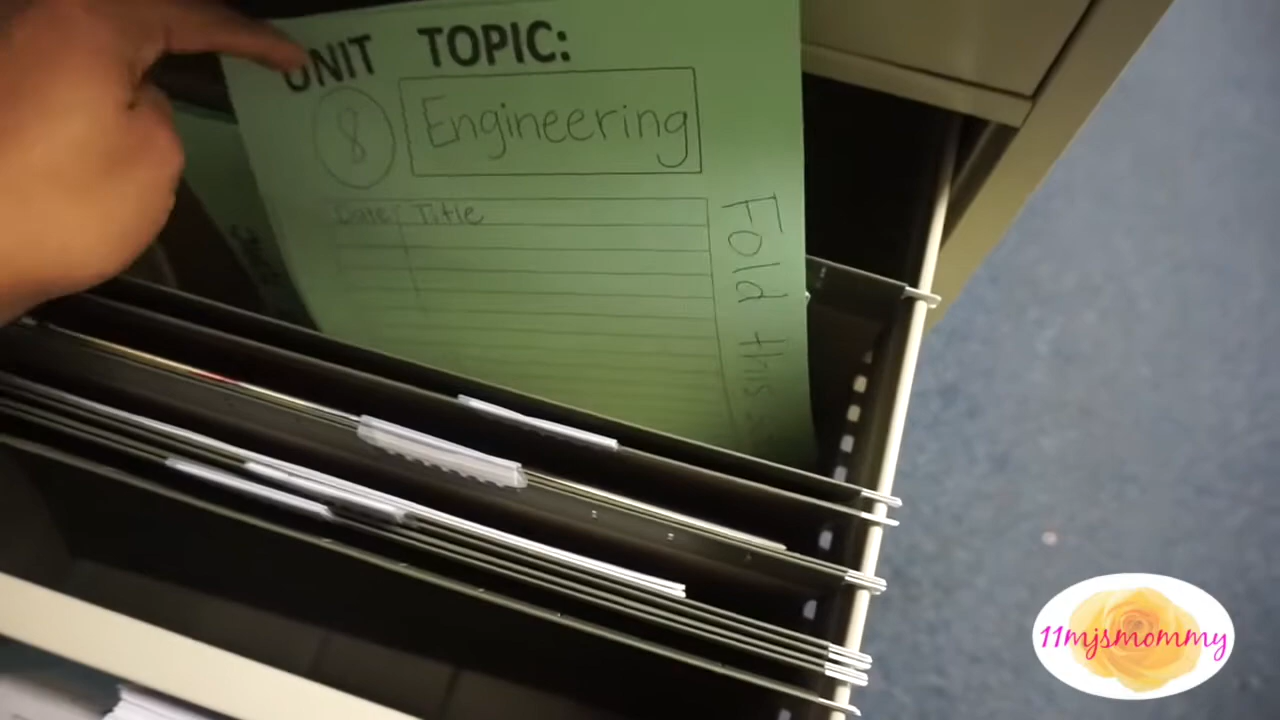 UNIT TOPIC:
8 Engineering
Date Title
Fold this
11mjsmommy